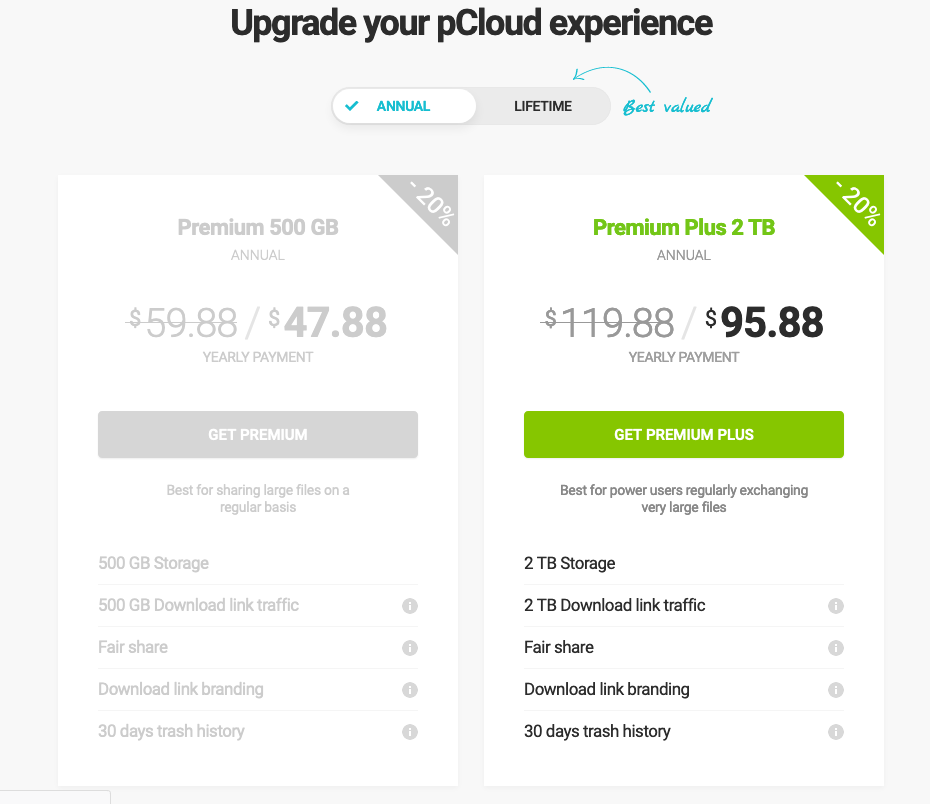 Upgrade your pCloud experience
ANNUAL
LIFETIME
Best valued
- 20%
Premium 500 GB
ANNUAL
$59.88 / $47.88
YEARLY PAYMENT
GET PREMIUM
Best for sharing large files on a
regular basis
500 GB Storage
500 GB Download link traffic
Fair share
Download link branding
30 days trash history
- 20%
Premium Plus 2 TB
ANNUAL
$119.88 / $95.88
YEARLY PAYMENT
GET PREMIUM PLUS
Best for power users regularly exchanging
very large files
2 TB Storage
2 TB Download link traffic
Fair share
Download link branding
30 days trash history